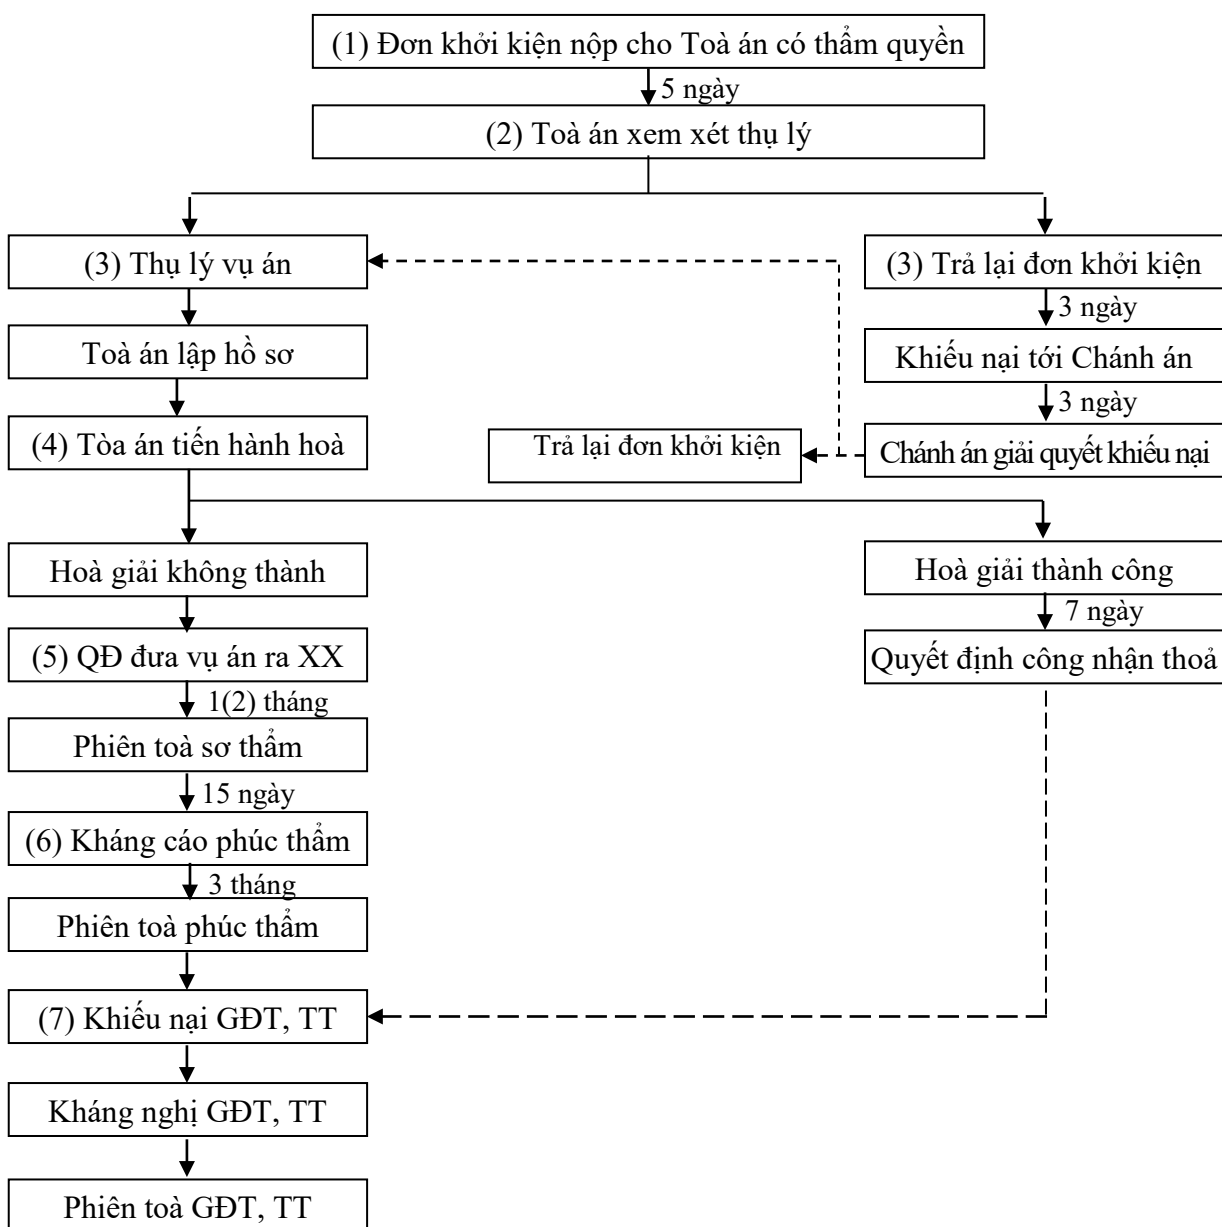 (1) Đơn khởi kiện nộp cho Toà án có thẩm quyền
5 ngày
(2) Toà án xem xét thụ lý
(3) Thụ lý vụ án
(3) Trả lại đơn khởi kiện
3 ngày
Toà án lập hồ sơ
Khiếu nại tới Chánh án
3 ngày
(4) Tòa án tiến hành hoà
Trả lại đơn khởi kiện
Chánh án giải quyết khiếu nại
Hoà giải không thành
Hoà giải thành công
7 ngày
(5) QĐ đưa vụ án ra XX
Quyết định công nhận thoả
1(2) tháng
Phiên toà sơ thẩm
15 ngày
(6) Kháng cáo phúc thẩm
3 tháng
Phiên toà phúc thẩm
(7) Khiếu nại GĐT, TT
Kháng nghị GĐT, TT
Phiên toà GĐT, TT